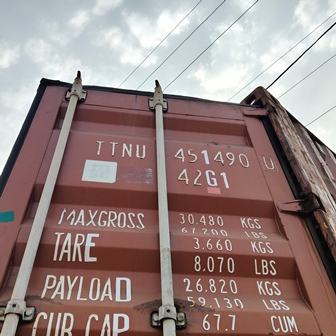 TTNU 451490 U
42G1
MAXGROSS 30.480 KGS
67.200 LBS
TARE 3.660 KGS
8.070 LBS
PAYLOAD 26.820 KGS
59.130 LBS
CUB.CAP. 67.7 CUM